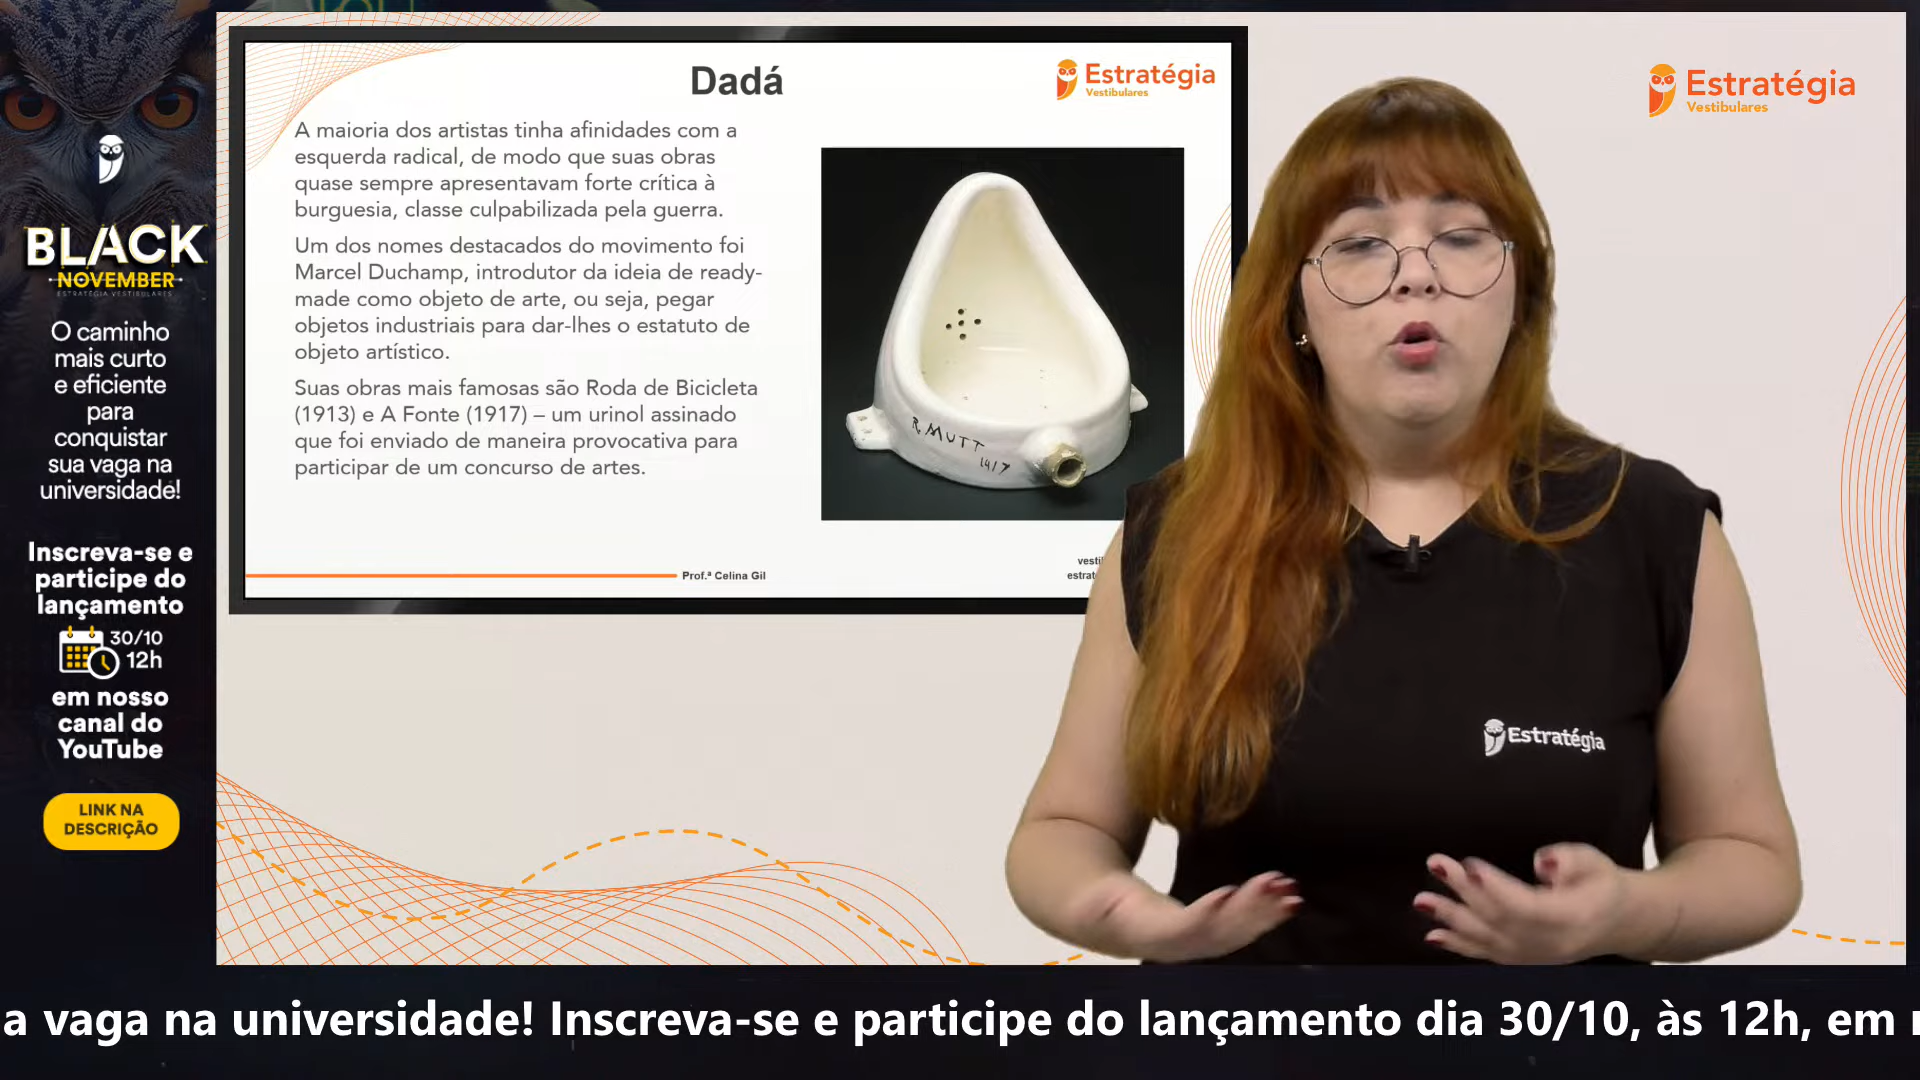 BLACK
NOVEMBER
ESTRATÉGIA VESTIBULARES
O caminho
mais curto
e eficiente
para
conquistar
sua vaga na
universidade!
Inscreva-se e
participe do
lançamento
30/10
12h
em nosso
canal do
YouTube
LINK NA
DESCRIÇÃO
Dadá
Estratégia
Vestibulares
A maioria dos artistas tinha afinidades com a
esquerda radical, de modo que suas obras
quase sempre apresentavam forte crítica à
burguesia, classe culpabilizada pela guerra.
Um dos nomes destacados do movimento foi
Marcel Duchamp, introdutor da ideia de ready-
made como objeto de arte, ou seja, pegar
objetos industriais para dar-lhes o estatuto de
objeto artístico.
Suas obras mais famosas são Roda de Bicicleta
(1913) e A Fonte (1917) – um urinol assinado
que foi enviado de maneira provocativa para
participar de um concurso de artes.
R.MUTT
1917
Prof.ª Celina Gil
Estratégia
Vestibulares
Estratégia
a vaga na universidade! Inscreva-se e participe do lançamento dia 30/10, às 12h, em